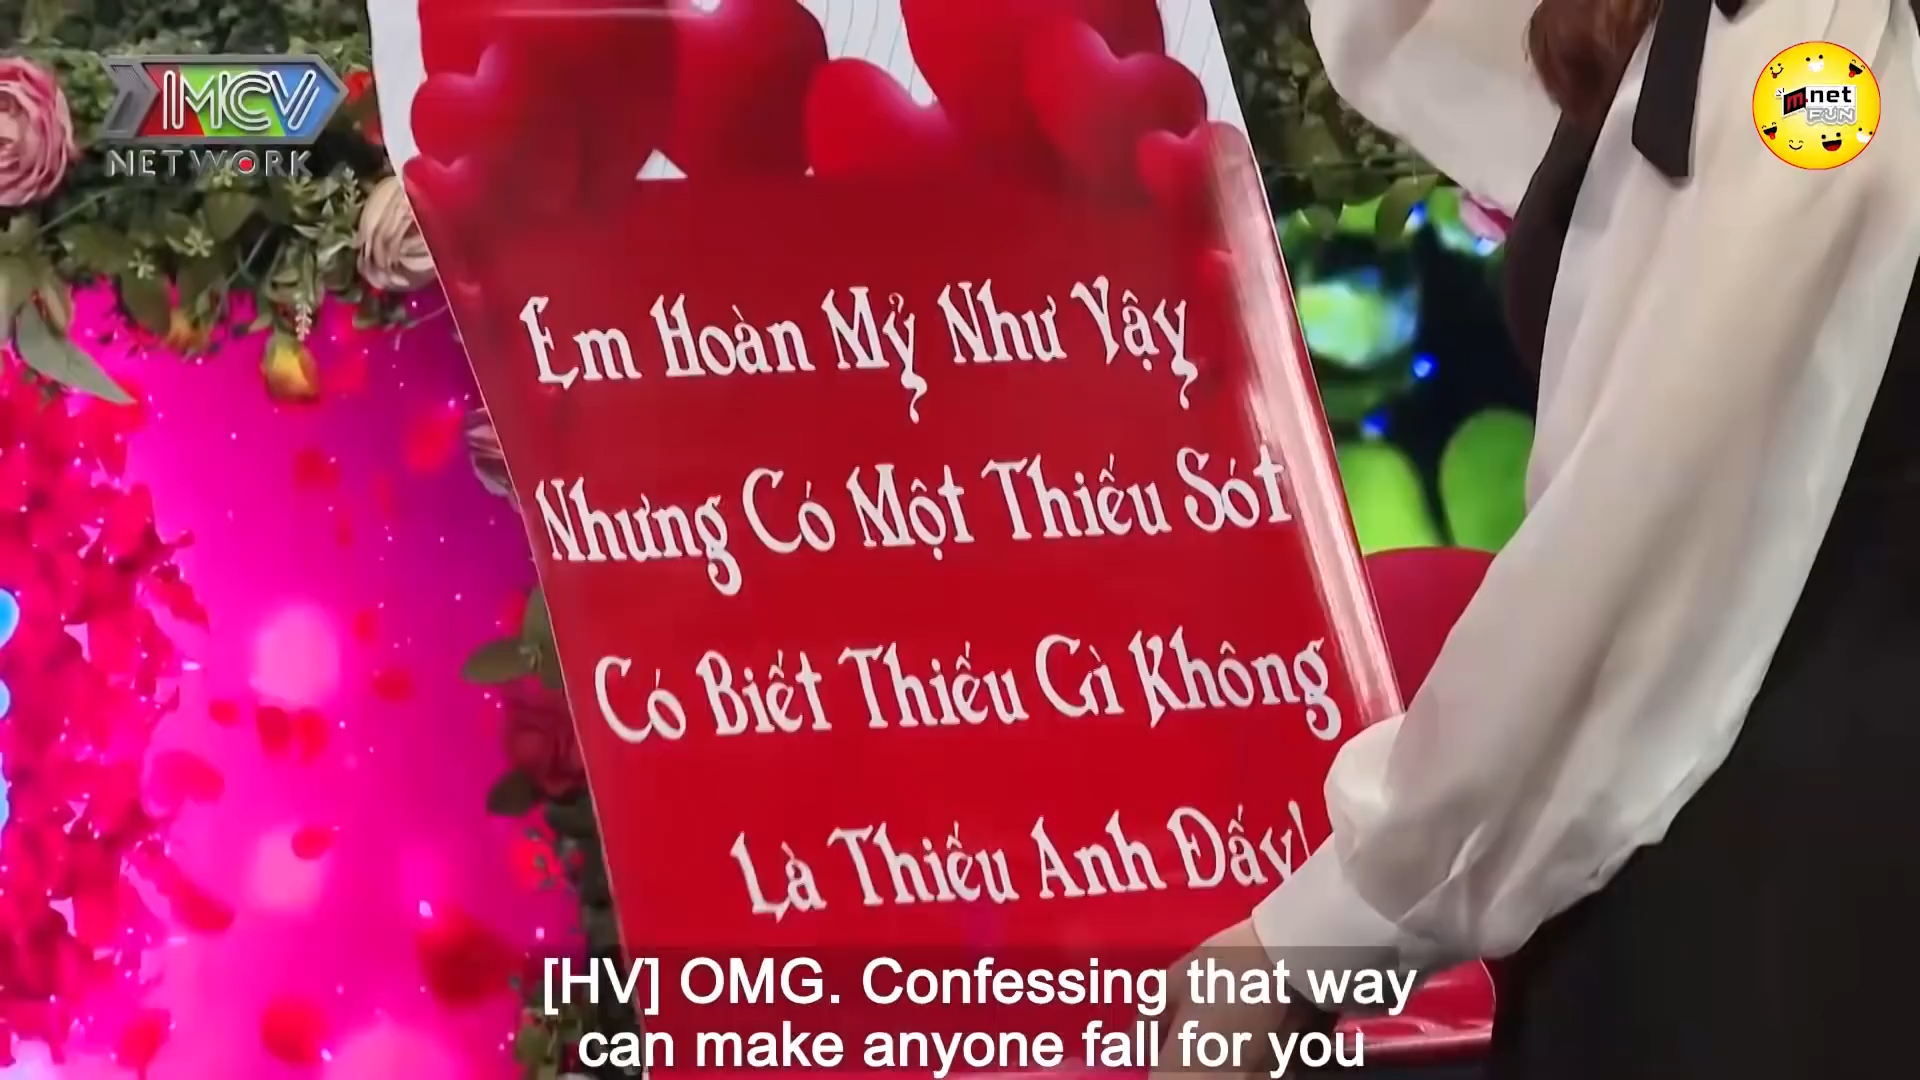 MCV
NETWORK
m.net
FUN
Em Hoàn Mỹ Như Vậy
Nhưng Có Một Thiếu Sót
Có Biết Thiếu Gì Không
Là Thiếu Anh Đấy!
[HV] OMG. Confessing that way
can make anyone fall for you